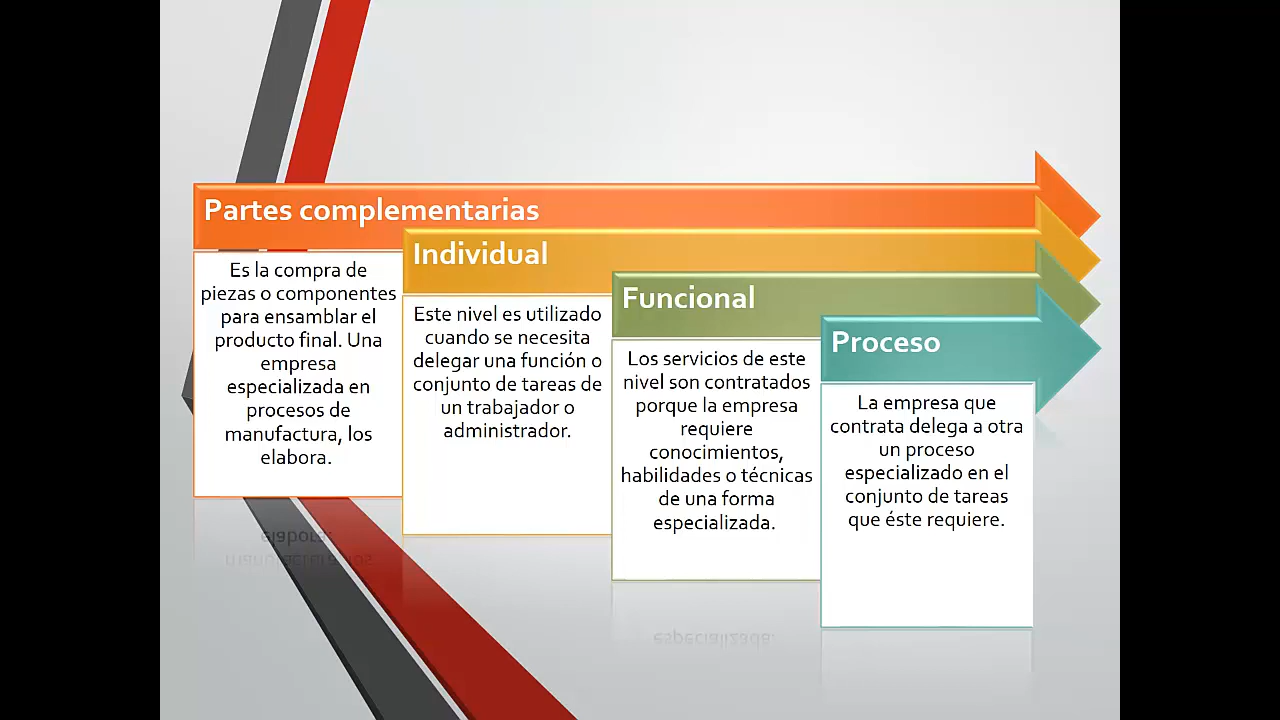 Partes complementarias
Es la compra de
piezas o componentes
para ensamblar el
producto final. Una
empresa
especializada en
procesos de
manufactura, los
elabora.
Individual
Este nivel es utilizado
cuando se necesita
delegar una función o
conjunto de tareas de
un trabajador o
administrador.
Funcional
Los servicios de este
nivel son contratados
porque la empresa
requiere
conocimientos,
habilidades o técnicas
de una forma
especializada.
Proceso
La empresa que
contrata delega a otra
un proceso
especializado en el
conjunto de tareas
que éste requiere.